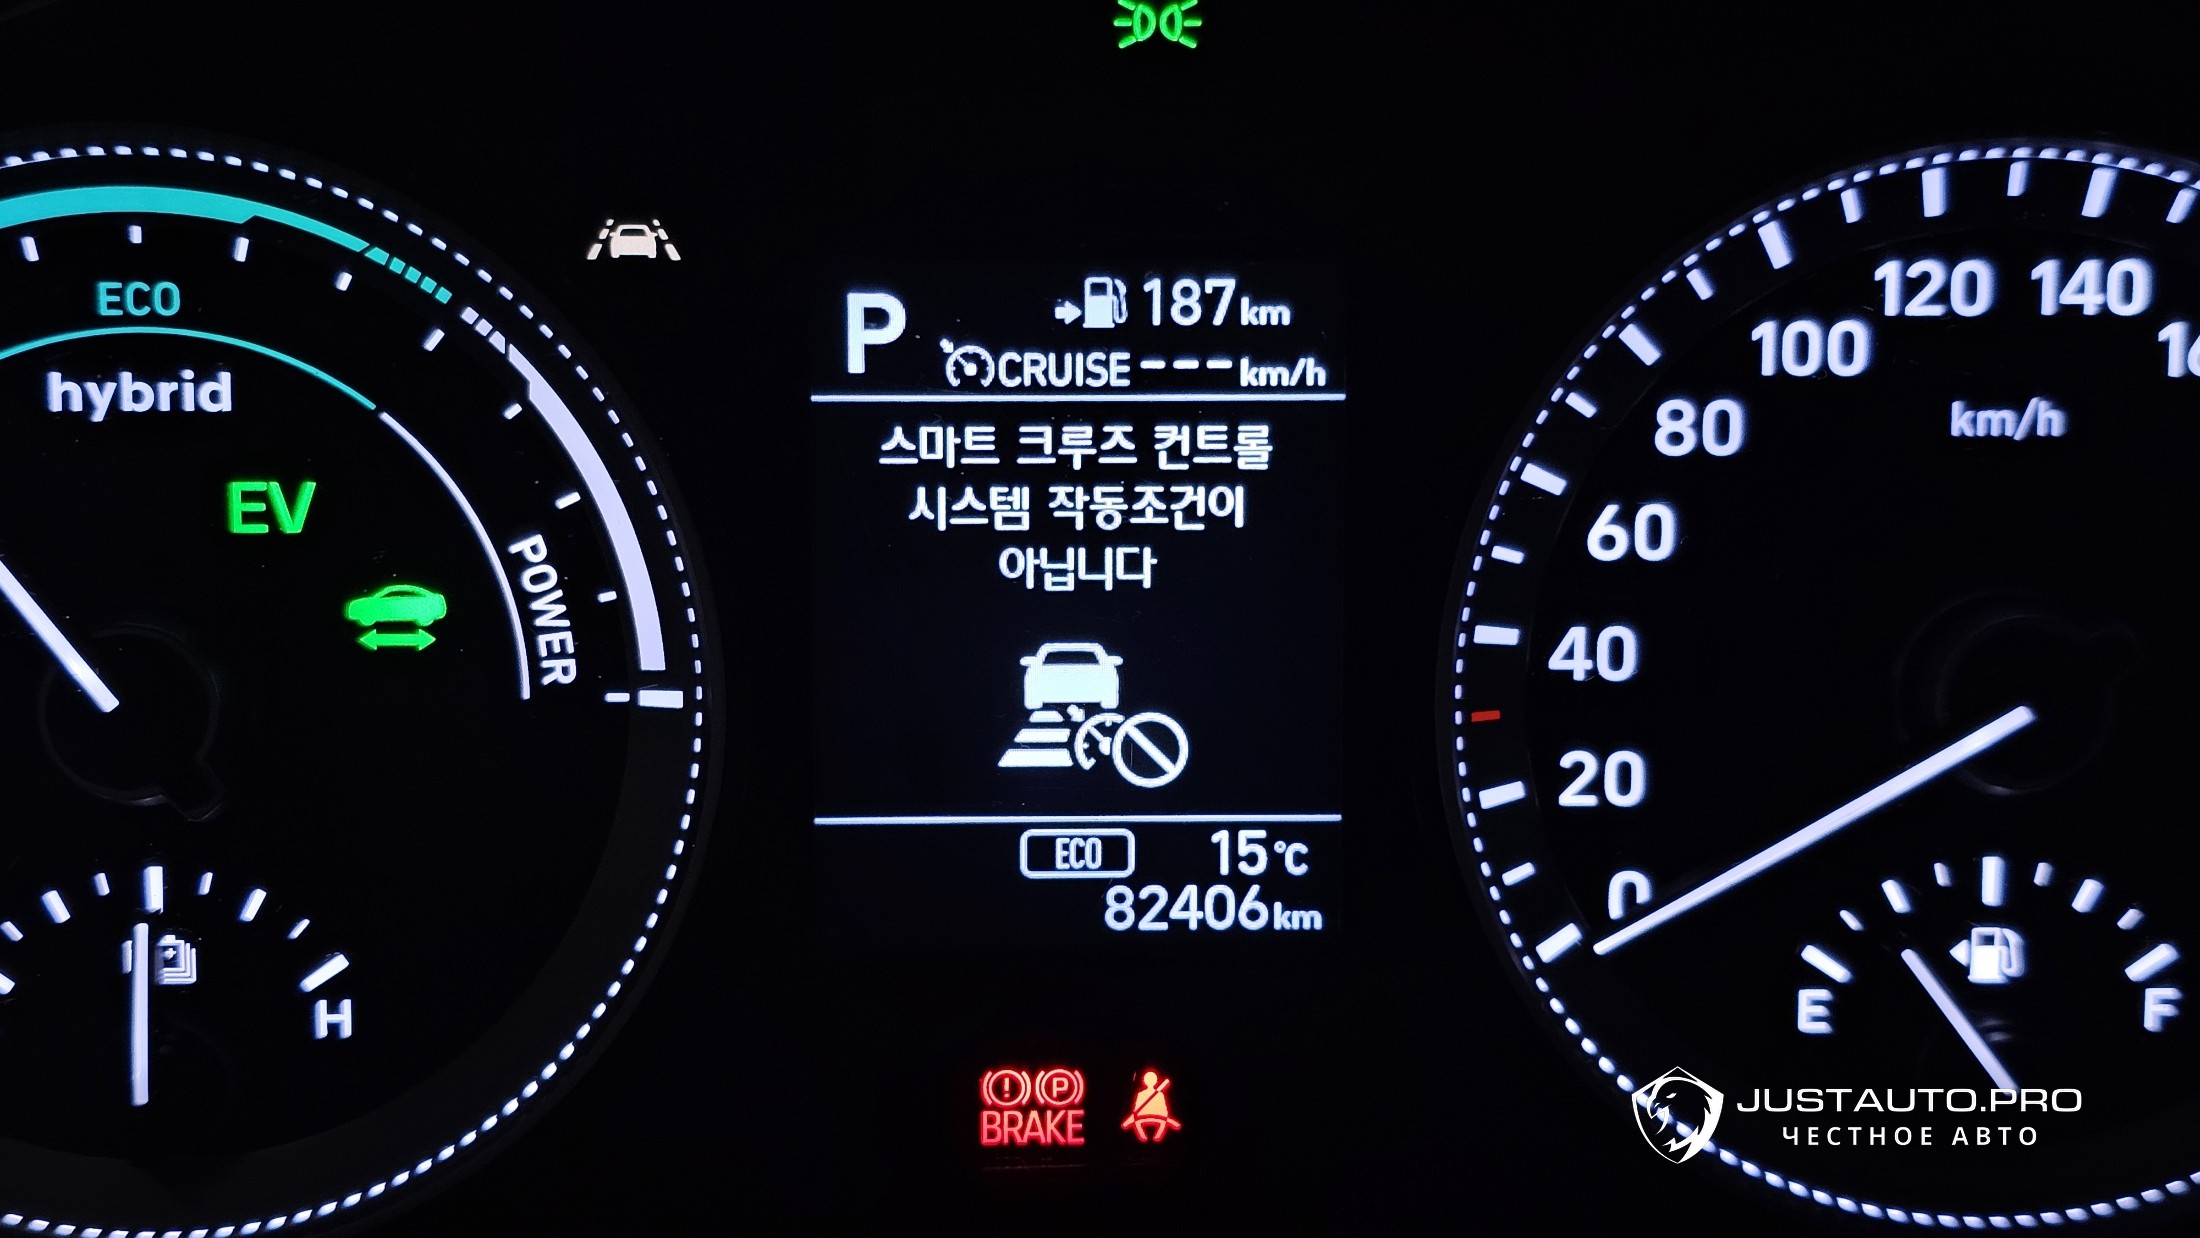 ECO
hybrid
EV
POWER
H
P
187km
CRUISE ---km/h
스마트 크루즈 컨트롤
시스템 작동조건이
아닙니다
ECO 15°C
82406km
BRAKE
P
120 140
100
80
60
40
20
0
km/h
E
F
JUSTAUTO.PRO
ЧЕСТНОЕ АВТО